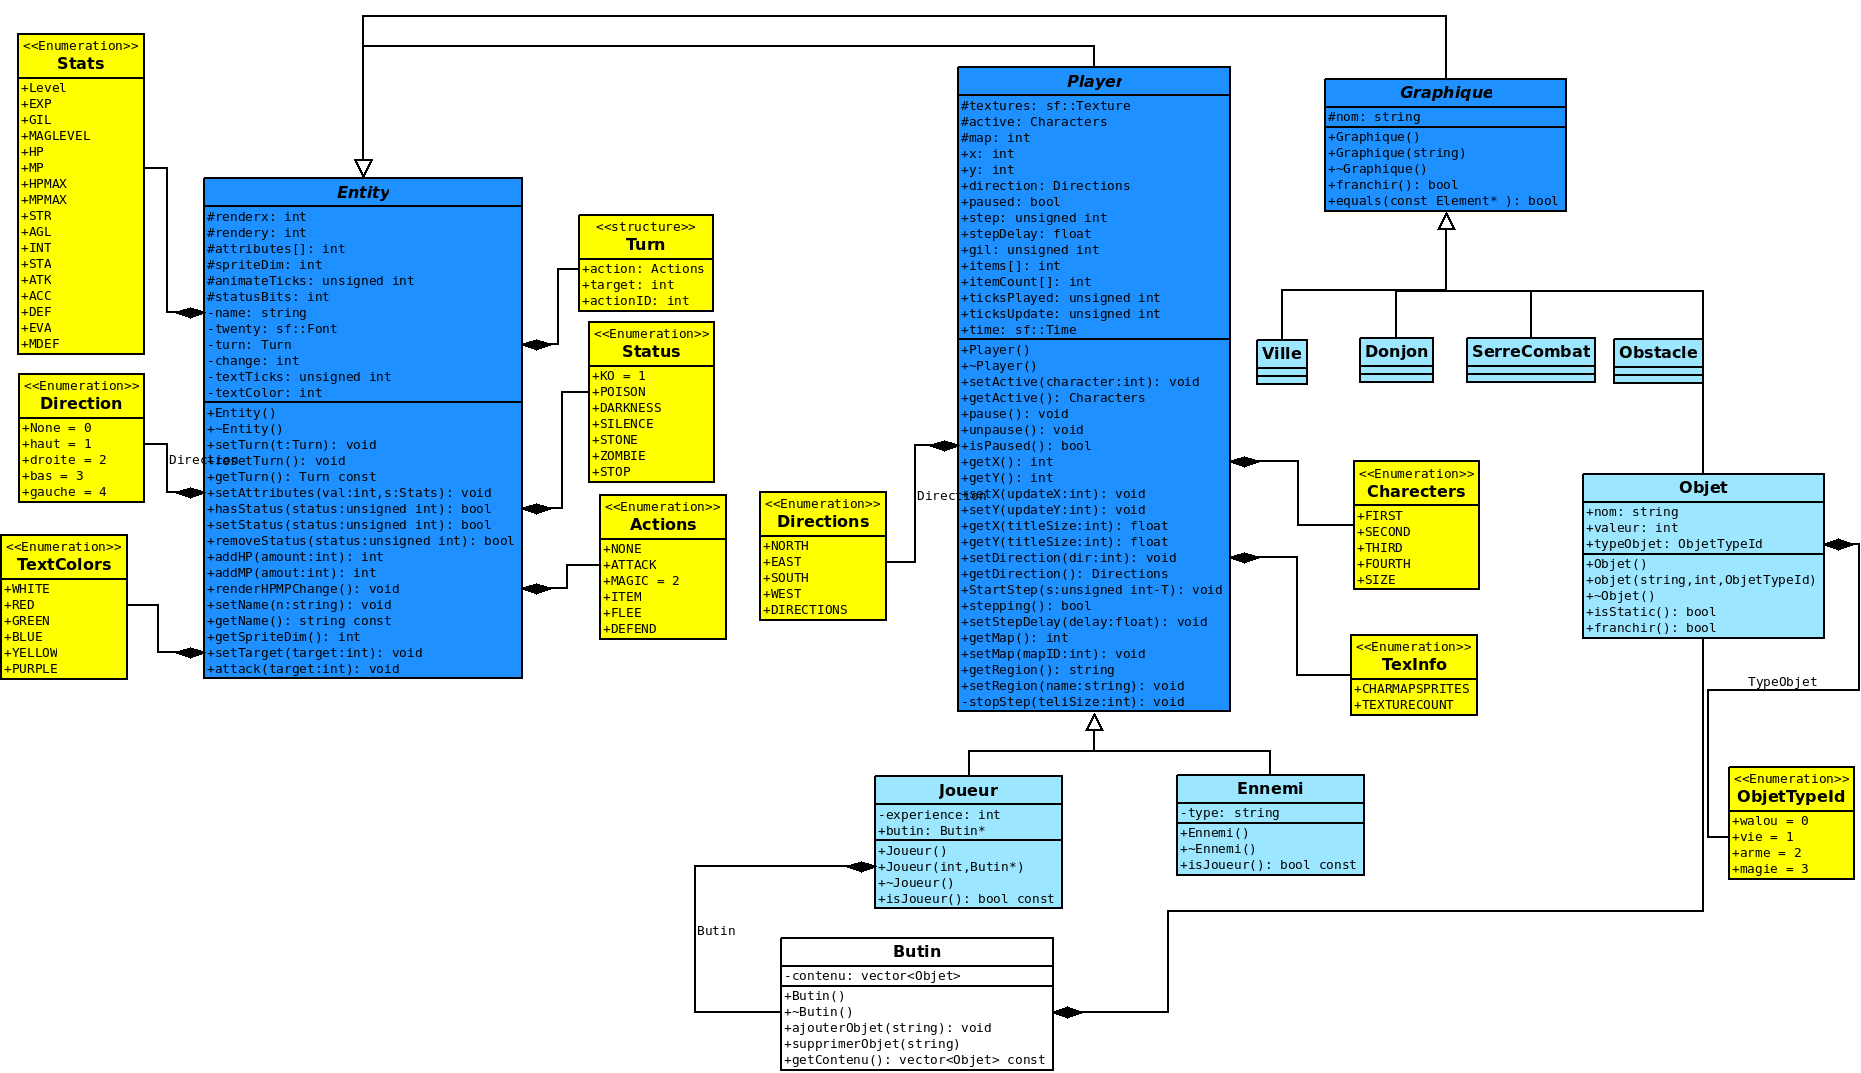 <<Enumeration>>
Stats
+Level
+EXP
+GIL
+MAGLEVEL
+HP
+MP
+HPMAX
+MPMAX
+STR
+AGL
+INT
+STA
+ATK
+ACC
+DEF
+EVA
+MDEF
<<Enumeration>>
Direction
+None = 0
+haut = 1
+droite = 2
+bas = 3
+gauche = 4
Direction
<<Enumeration>>
TextColors
+WHITE
+RED
+GREEN
+BLUE
+YELLOW
+PURPLE
Entity
#renderx: int
#rendery: int
#attributes[]: int
#spriteDim: int
#animateTicks: unsigned int
#statusBits: int
-name: string
-twenty: sf::Font
-turn: Turn
-change: int
-textTicks: unsigned int
-textColor: int
+Entity()
+~Entity()
+setTurn(t:Turn): void
+resetTurn(): void
+getTurn(): Turn const
+setAttributes(val:int,s:Stats): void
+hasStatus(status:unsigned int): bool
+setStatus(status:unsigned int): bool
+removeStatus(status:unsigned int): bool
+addHP(amount:int): int
+addMP(amout:int): int
+renderHPMPChange(): void
+setName(n:string): void
+getName(): string const
+getSpriteDim(): int
+setTarget(target:int): void
+attack(target:int): void
<<structure>>
Turn
+action: Actions
+target: int
+actionID: int
<<Enumeration>>
Status
+KO = 1
+POISON
+DARKNESS
+SILENCE
+STONE
+ZOMBIE
+STOP
<<Enumeration>>
Actions
+NONE
+ATTACK
+MAGIC = 2
+ITEM
+FLEE
+DEFEND
<<Enumeration>>
Directions
+NORTH
+EAST
+SOUTH
+WEST
+DIRECTIONS
Direction
Player
#textures: sf::Texture
#active: Characters
#map: int
+x: int
+y: int
+direction: Directions
+paused: bool
+step: unsigned int
+stepDelay: float
+gil: unsigned int
+items[]: int
+itemCount[]: int
+ticksPlayed: unsigned int
+ticksUpdate: unsigned int
+time: sf::Time
+Player()
+~Player()
+setActive(character:int): void
+getActive(): Characters
+pause(): void
+unpause(): void
+isPaused(): bool
+getX(): int
+getY(): int
+setX(updateX:int): void
+setY(updateY:int): void
+getX(titleSize:int): float
+getY(titleSize:int): float
+setDirection(dir:int): void
+getDirection(): Directions
+StartStep(s:unsigned int-T): void
+stepping(): bool
+setStepDelay(delay:float): void
+getMap(): int
+setMap(mapID:int): void
+getRegion(): string
+setRegion(name:string): void
-stopStep(teliSize:int): void
Graphique
#nom: string
+Graphique()
+Graphique(string)
+~Graphique()
+franchir(): bool
+equals(const Element* ): bool
Ville
Donjon
SerreCombat
Obstacle
<<Enumeration>>
Charecters
+FIRST
+SECOND
+THIRD
+FOURTH
+SIZE
<<Enumeration>>
TexInfo
+CHARMAPSPRITES
+TEXTURECOUNT
Objet
+nom: string
+valeur: int
+typeObjet: ObjetTypeId
+Objet()
+objet(string,int,ObjetTypeId)
+~Objet()
+isStatic(): bool
+franchir(): bool
TypeObjet
<<Enumeration>>
ObjetTypeId
+walou = 0
+vie = 1
+arme = 2
+magie = 3
Joueur
-experience: int
+butin: Butin*
+Joueur()
+Joueur(int,Butin*)
+~Joueur()
+isJoueur(): bool const
Ennemi
-type: string
+Ennemi()
+~Ennemi()
+isJoueur(): bool const
Butin
Butin
-contenu: vector<Objet>
+Butin()
+~Butin()
+ajouterObjet(string): void
+supprimerObjet(string)
+getContenu(): vector<Objet> const